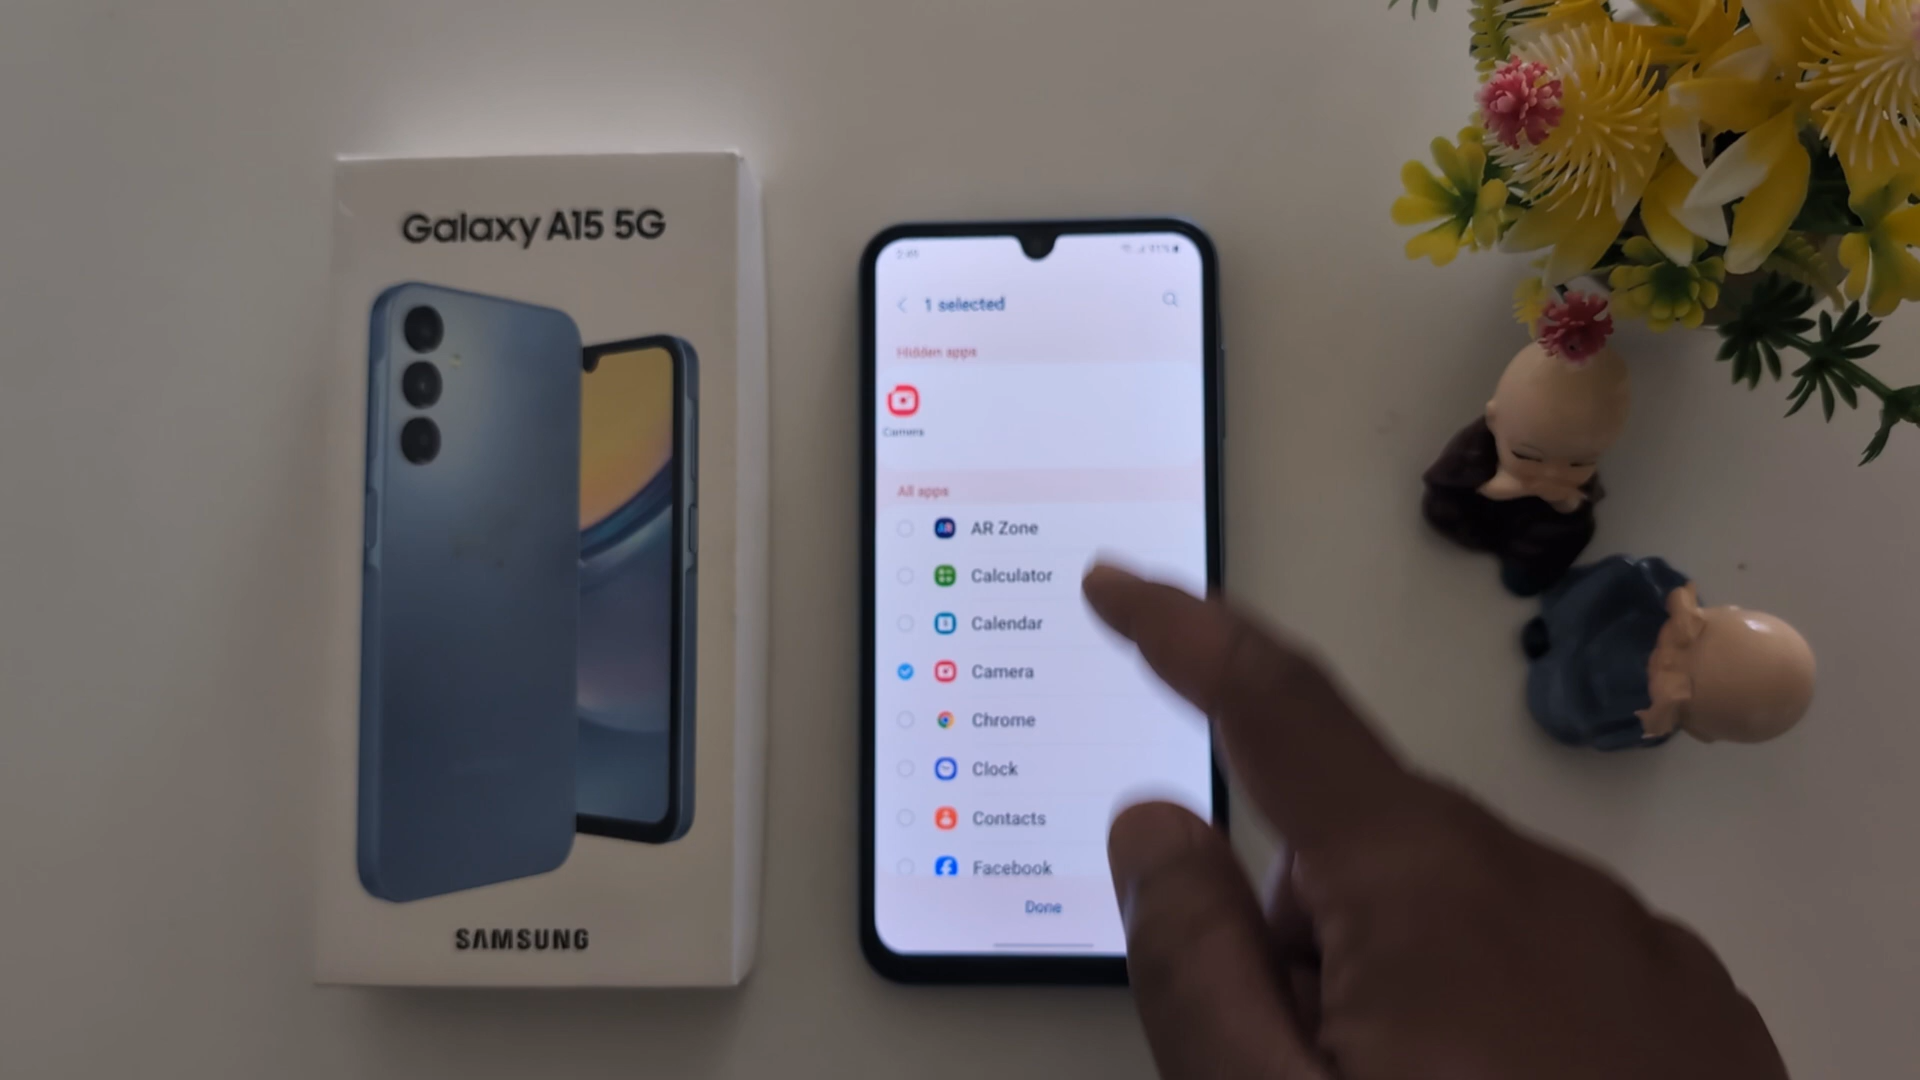 Galaxy A15 5G
SAMSUNG
1 selected
Hidden apps
Camera
All apps
AR Zone
Calculator
Calendar
Camera
Chrome
Clock
Contacts
Facebook
Done